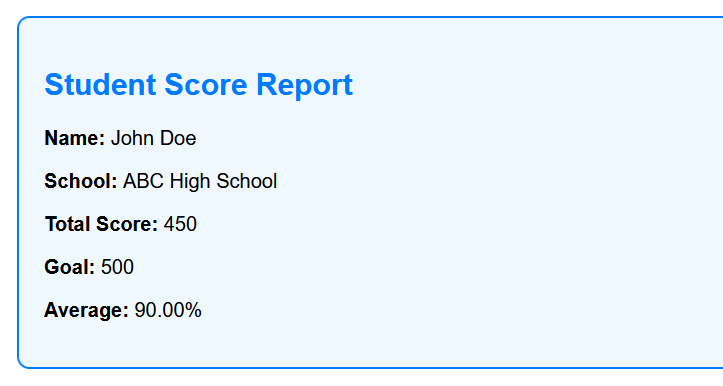 Student Score Report
Name: John Doe
School: ABC High School
Total Score: 450
Goal: 500
Average: 90.00%